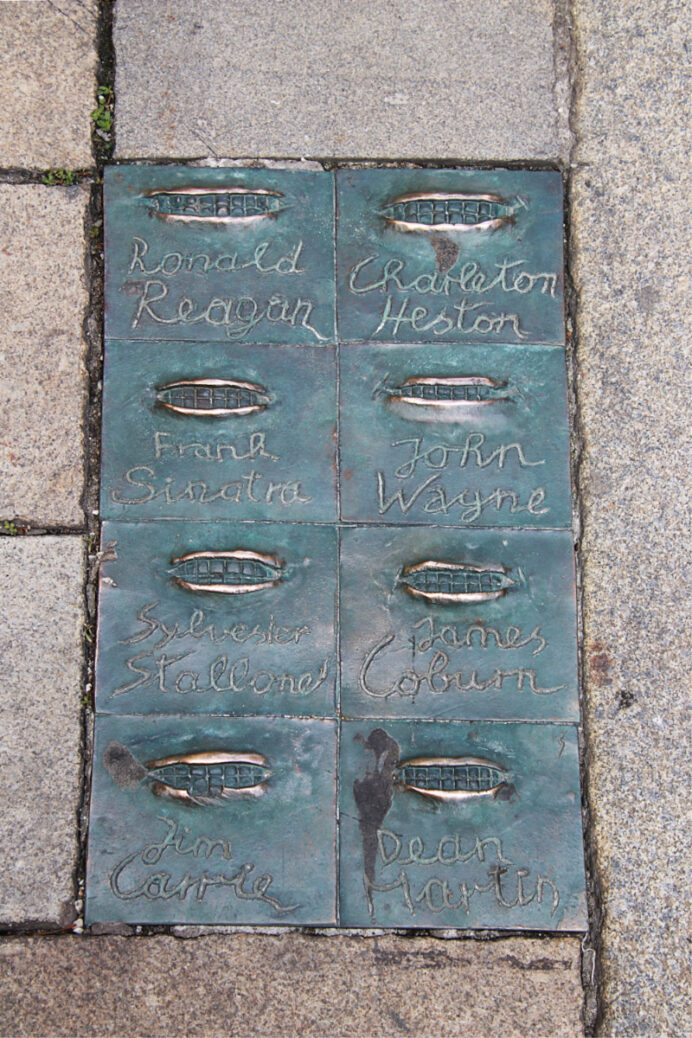 Ronald
Reagan
Charleton
Heston
Frank
Sinatra
John
Wayne
Sylvester
Stallone
James
Coburn
Jim
Carrie
Dean
Martin